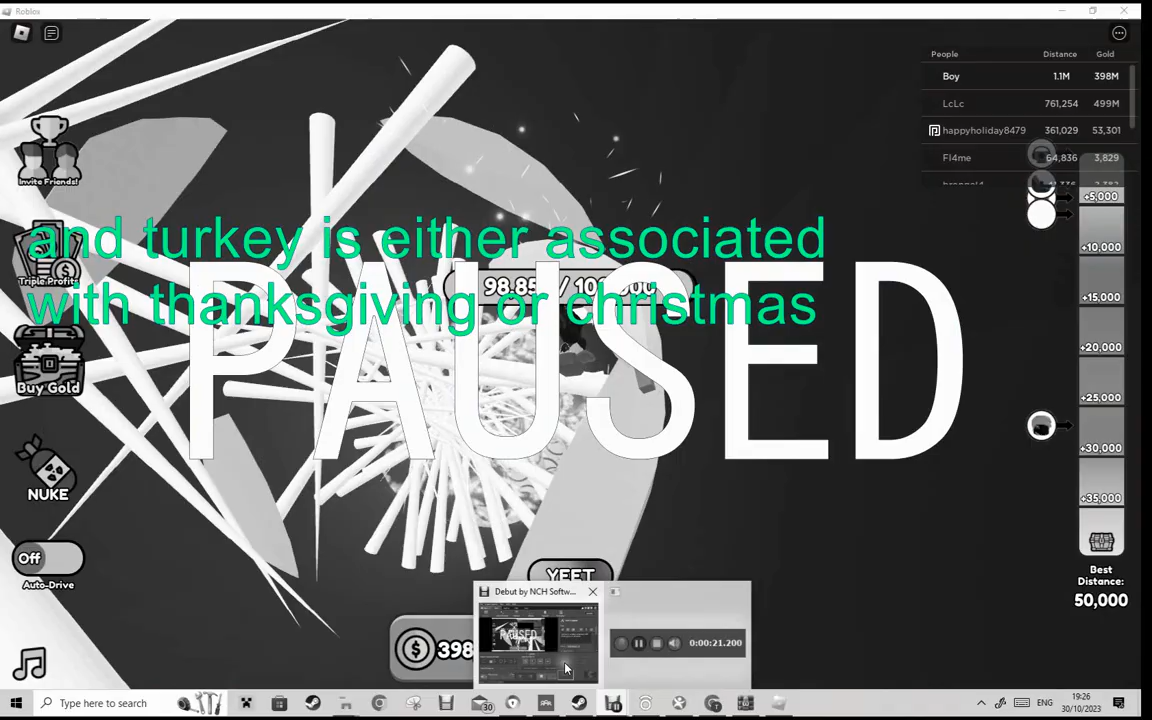 Roblox
People Distance Gold
Boy 1.1M 398M
LcLc 761,254 499M
happyholiday8479 361,029 53,301
Fl4me 64,836 3,829
Invite Friends!
+5,000
and turkey is either associated
with thanksgiving or christmas
+10,000
Triple Profits
PAUSED
+15,000
+20,000
Buy Gold
+25,000
+30,000
NUKE
+35,000
Off
Auto-Drive
YEET
Best
Distance:
50,000
Debut by NCH Softw...
PAUSED
0:00:21.200
398
Type here to search
30
ENG
19:26
30/10/2023